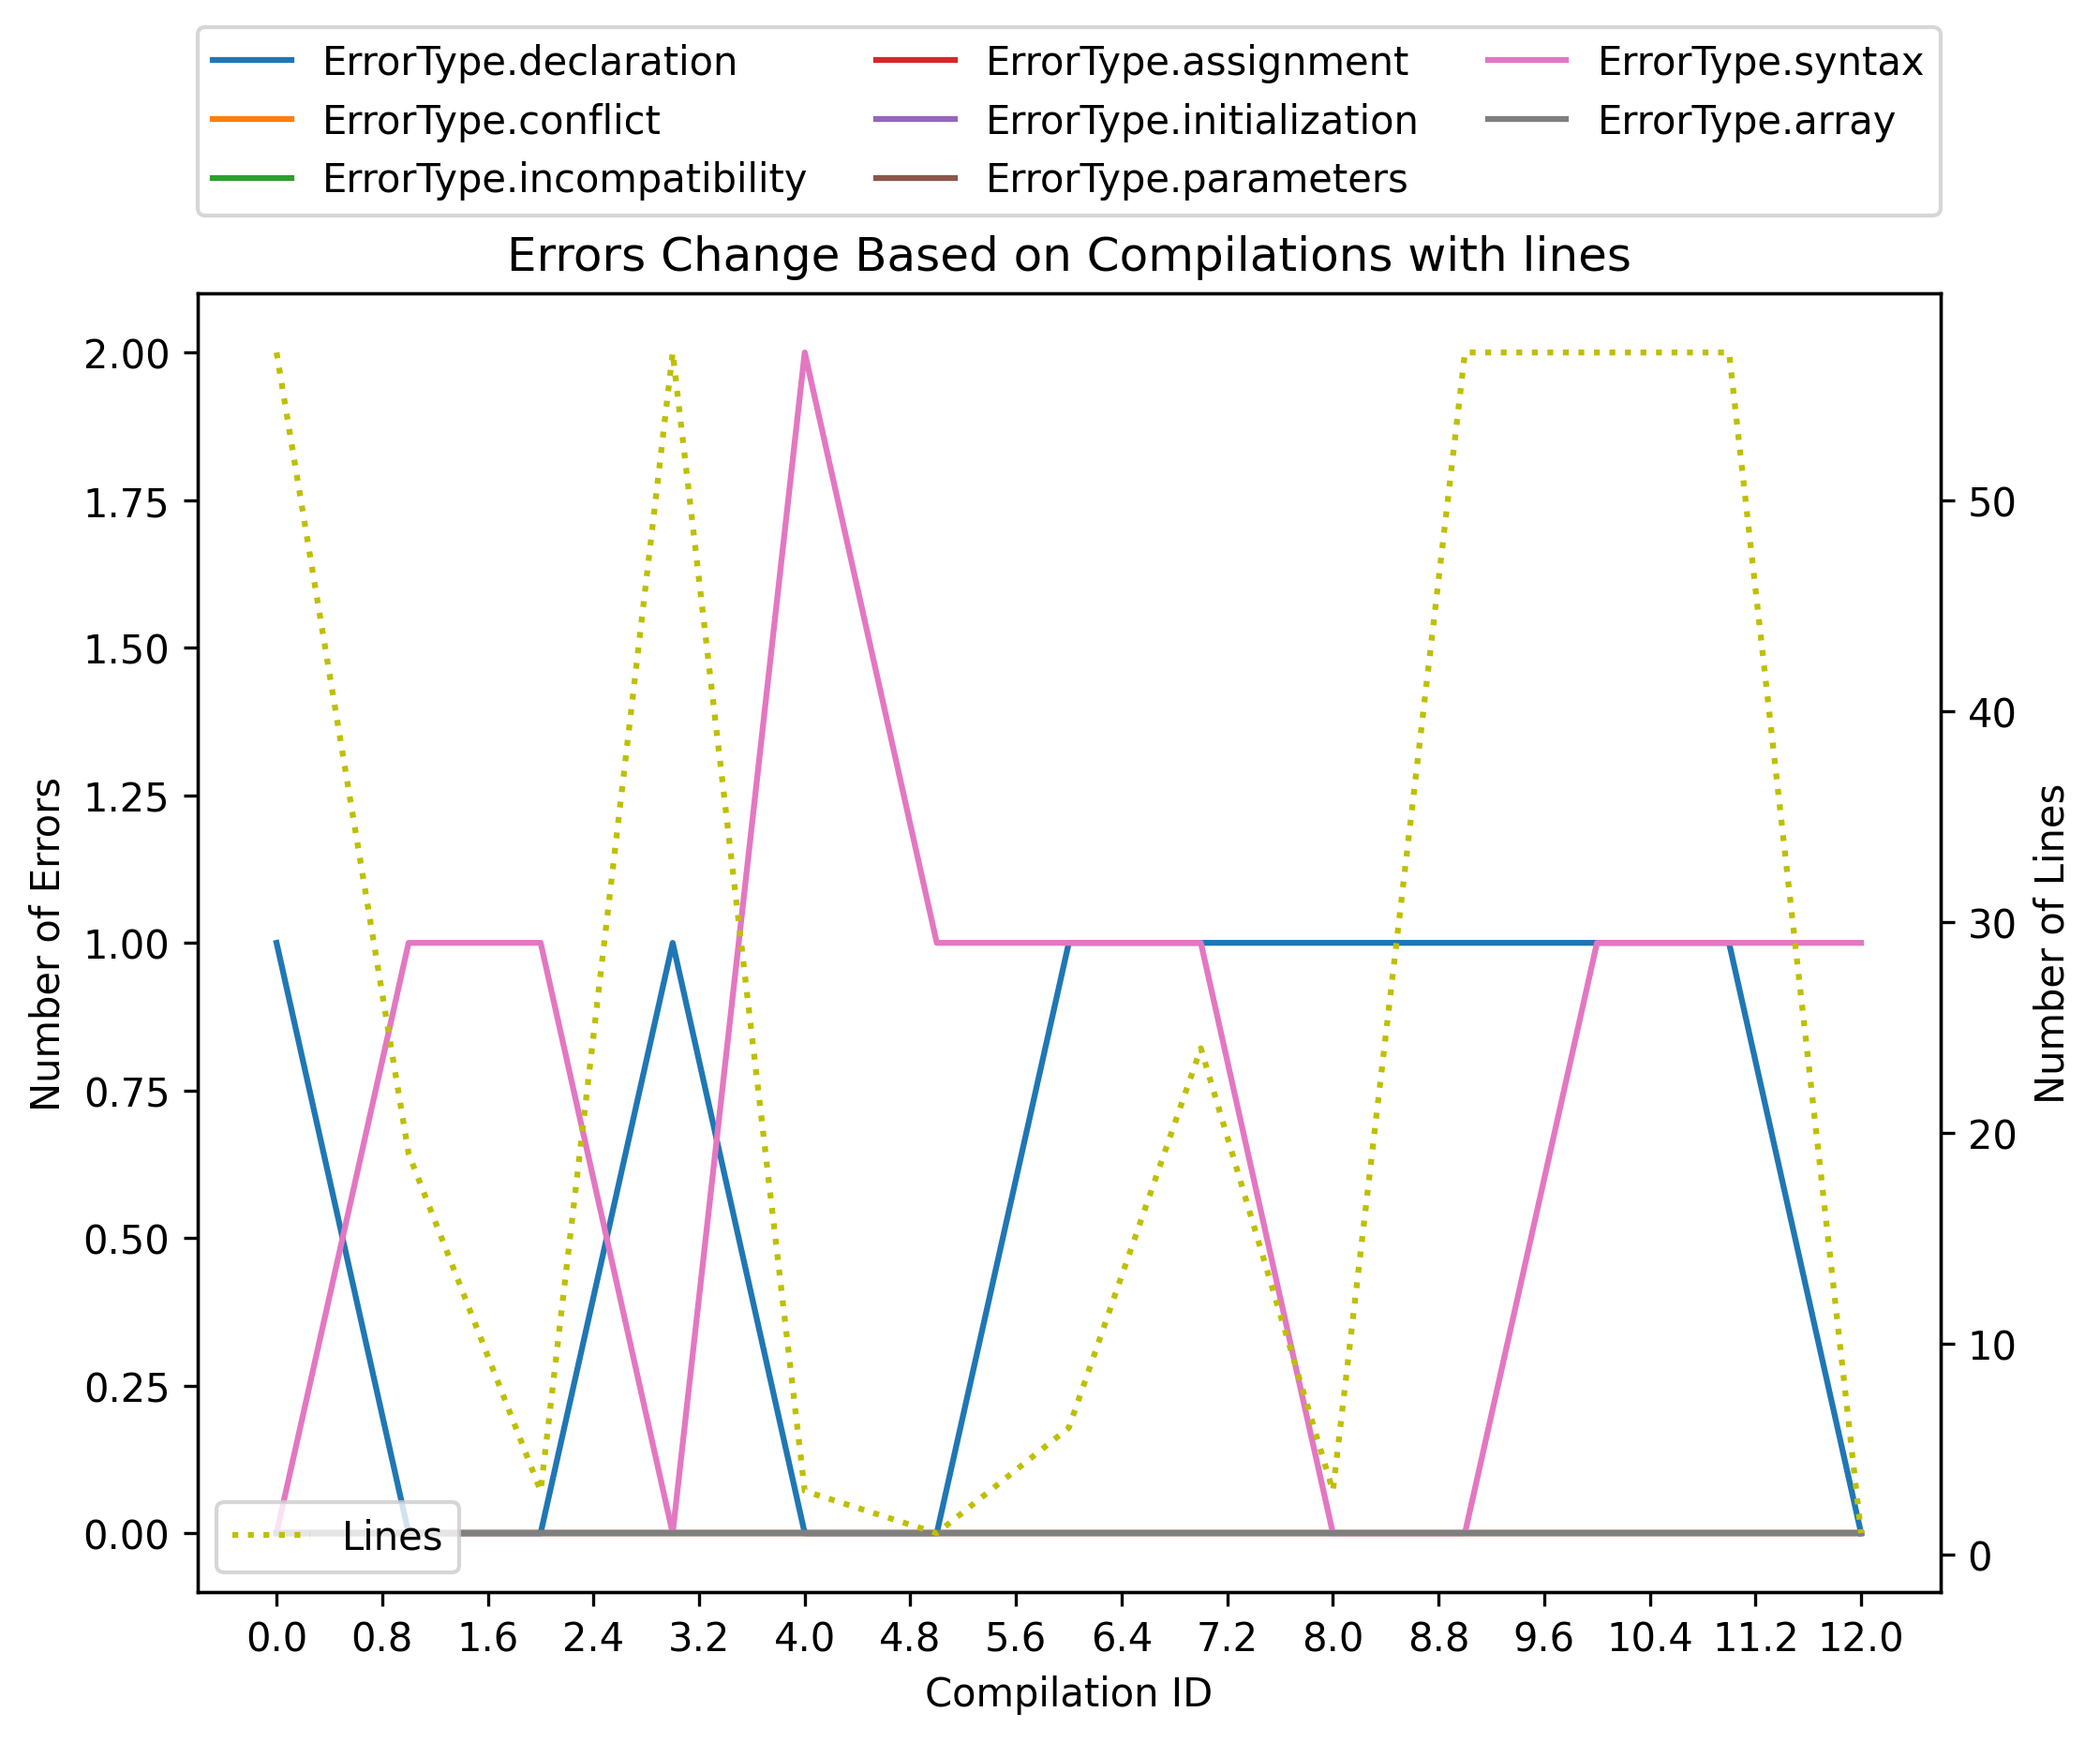 ErrorType.declaration
ErrorType.conflict
ErrorType.incompatibility
ErrorType.assignment
ErrorType.initialization
ErrorType.parameters
ErrorType.syntax
ErrorType.array
Errors Change Based on Compilations with lines
Number of Errors
2.00
1.75
1.50
1.25
1.00
0.75
0.50
0.25
0.00
Lines
50
40
30
20
10
0
Number of Lines
0.0 0.8 1.6 2.4 3.2 4.0 4.8 5.6 6.4 7.2 8.0 8.8 9.6 10.4 11.2 12.0
Compilation ID